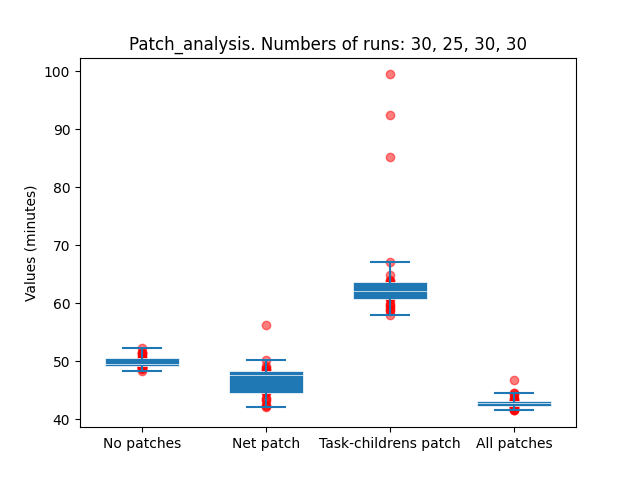 Patch_analysis. Numbers of runs: 30, 25, 30, 30
100
90
80
70
60
50
40
Values (minutes)
No patches
Net patch
Task-childrens patch
All patches